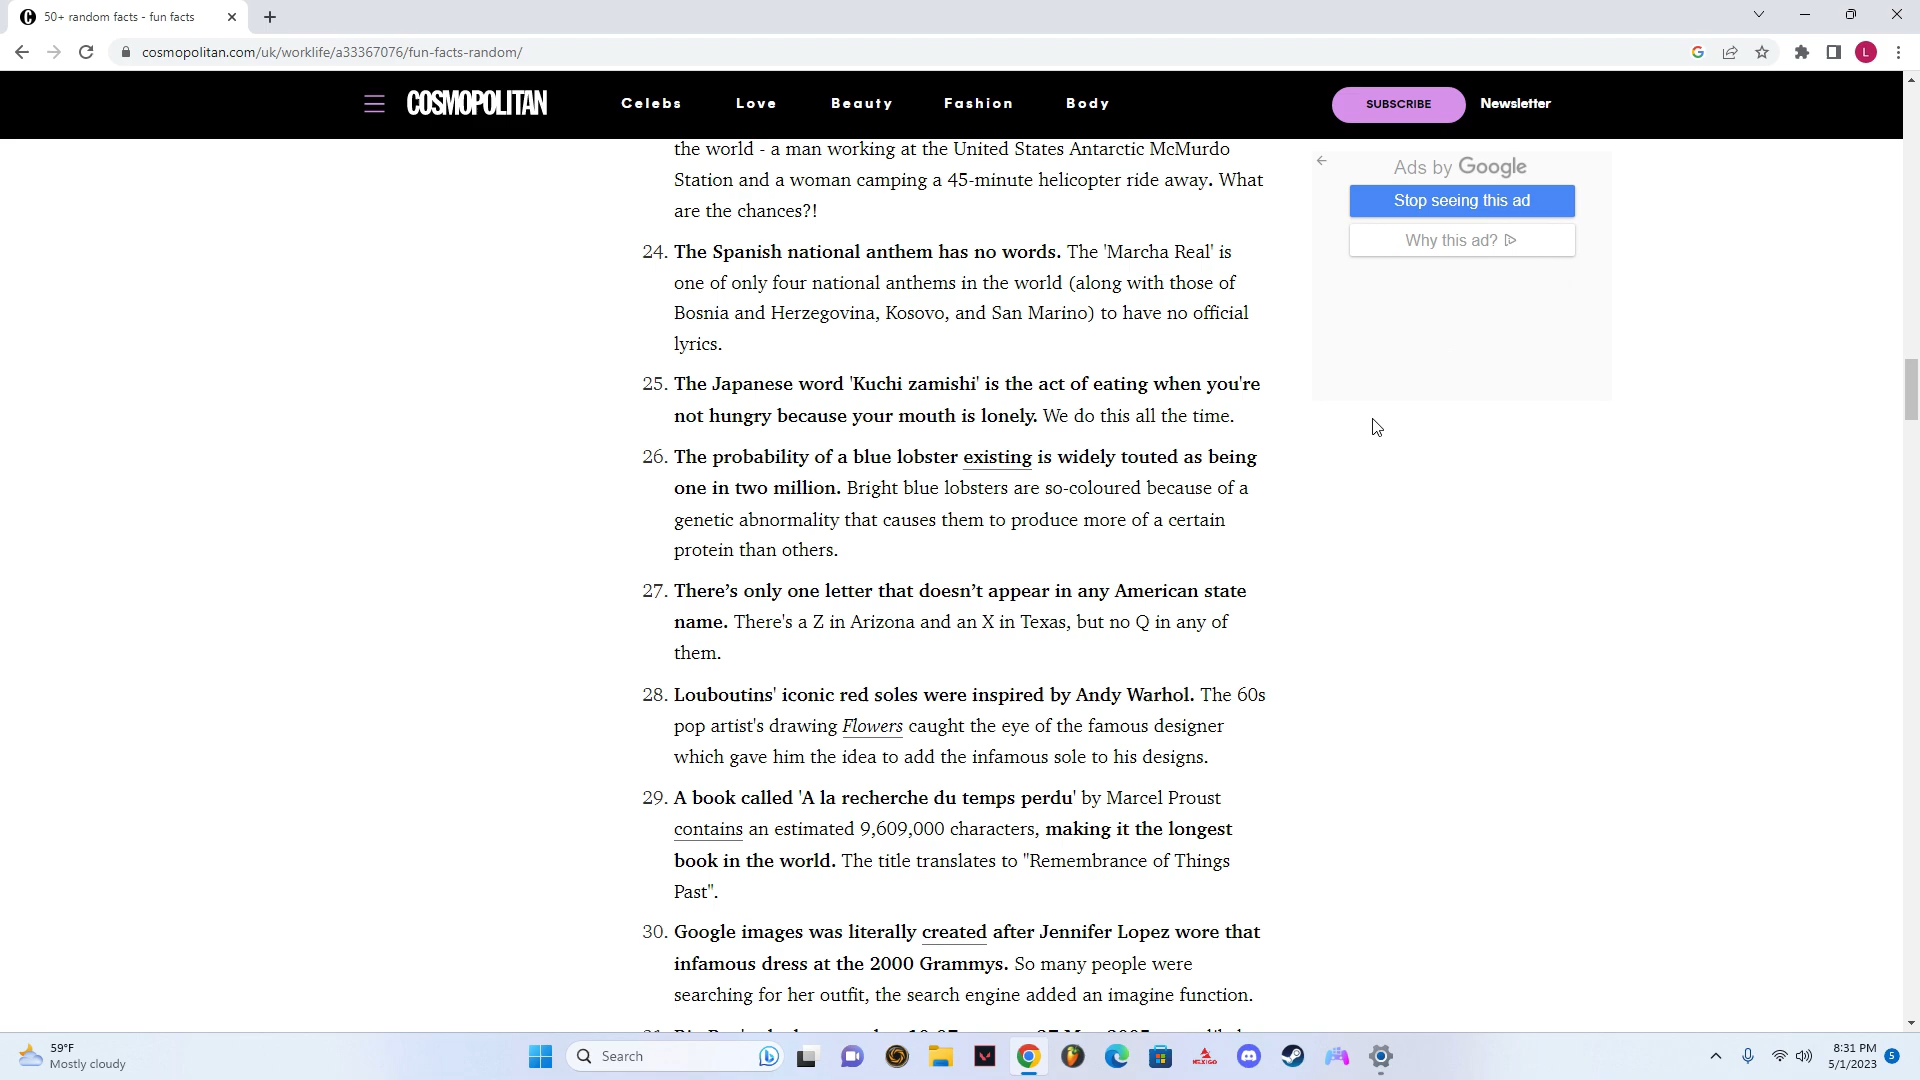 50+ random facts - fun facts
cosmopolitan.com/uk/worklife/a33367076/fun-facts-random/
L
COSMOPOLITAN
Celebs
Love
Beauty
Fashion
Body
SUBSCRIBE
Newsletter
the world - a man working at the United States Antarctic McMurdo
Station and a woman camping a 45-minute helicopter ride away. What
are the chances?!
24. The Spanish national anthem has no words. The 'Marcha Real' is
one of only four national anthems in the world (along with those of
Bosnia and Herzegovina, Kosovo, and San Marino) to have no official
lyrics.
25. The Japanese word 'Kuchi zamishi' is the act of eating when you're
not hungry because your mouth is lonely. We do this all the time.
26. The probability of a blue lobster existing is widely touted as being
one in two million. Bright blue lobsters are so-coloured because of a
genetic abnormality that causes them to produce more of a certain
protein than others.
27. There’s only one letter that doesn’t appear in any American state
name. There's a Z in Arizona and an X in Texas, but no Q in any of
them.
28. Louboutins' iconic red soles were inspired by Andy Warhol. The 60s
pop artist's drawing Flowers caught the eye of the famous designer
which gave him the idea to add the infamous sole to his designs.
29. A book called 'A la recherche du temps perdu' by Marcel Proust
contains an estimated 9,609,000 characters, making it the longest
book in the world. The title translates to "Remembrance of Things
Past".
30. Google images was literally created after Jennifer Lopez wore that
infamous dress at the 2000 Grammys. So many people were
searching for her outfit, the search engine added an imagine function.
Ads by Google
Stop seeing this ad
Why this ad?
59°F
Mostly cloudy
Search
8:31 PM
5/1/2023
5